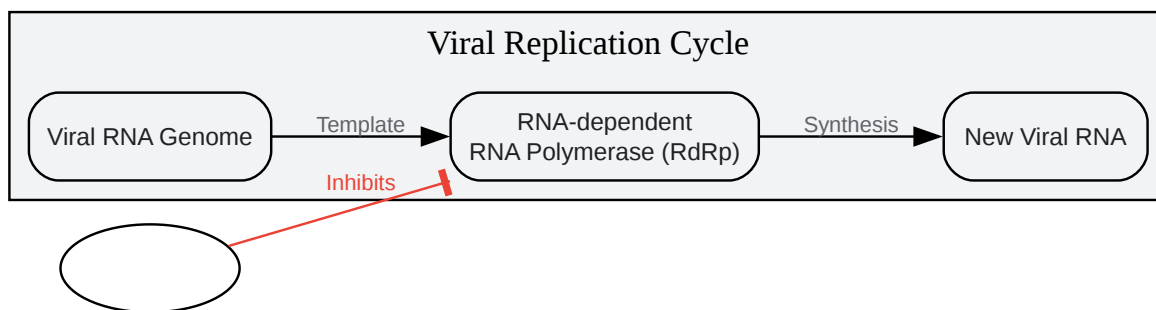 Viral Replication Cycle
Viral RNA Genome
Template
RNA-dependent
RNA Polymerase (RdRp)
Synthesis
New Viral RNA
Inhibits